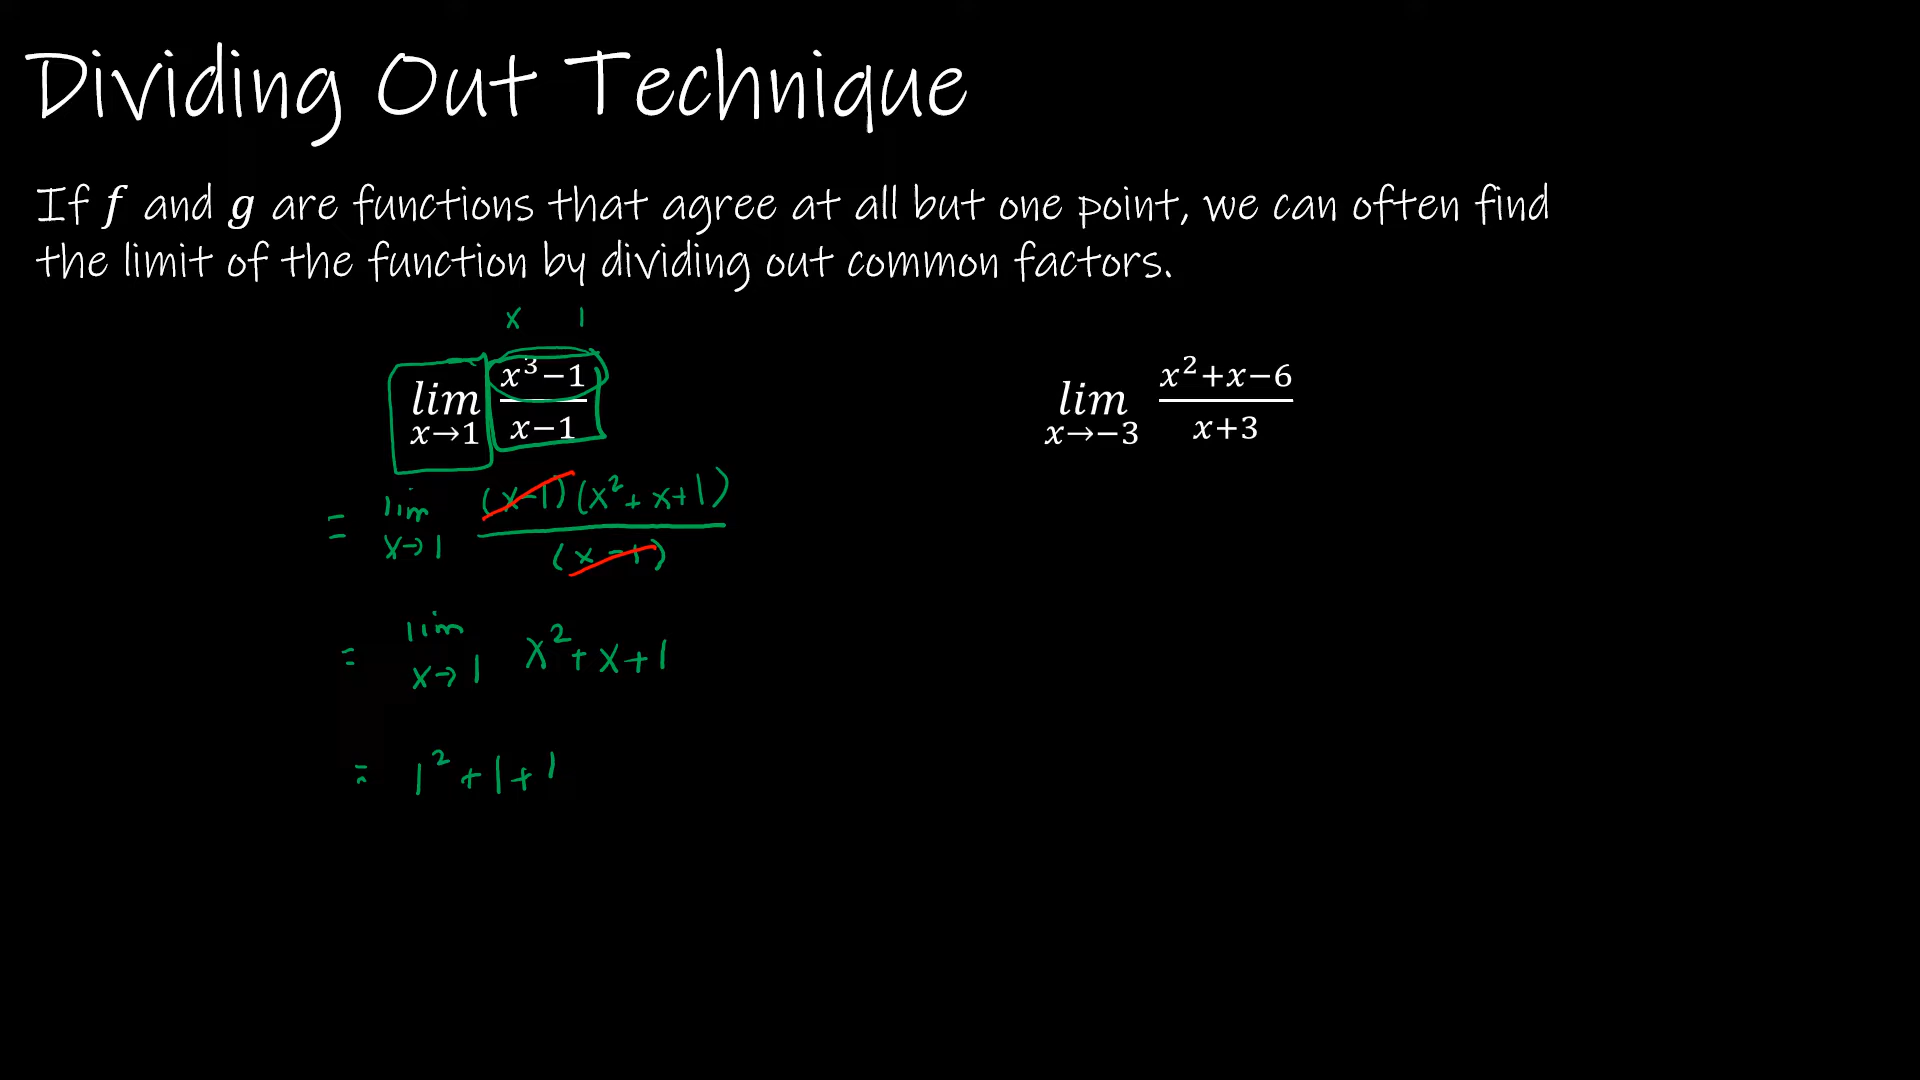 Dividing Out Technique
If f and g are functions that agree at all but one point, we can often find
the limit of the function by dividing out common factors.
x 1
lim x→1 x³−1 / x−1
= lim x→1 (x-1)(x²+x+1) / (x-1)
= lim x→1 x²+x+1
= 1²+1+1
lim x→−3 x²+x−6 / x+3